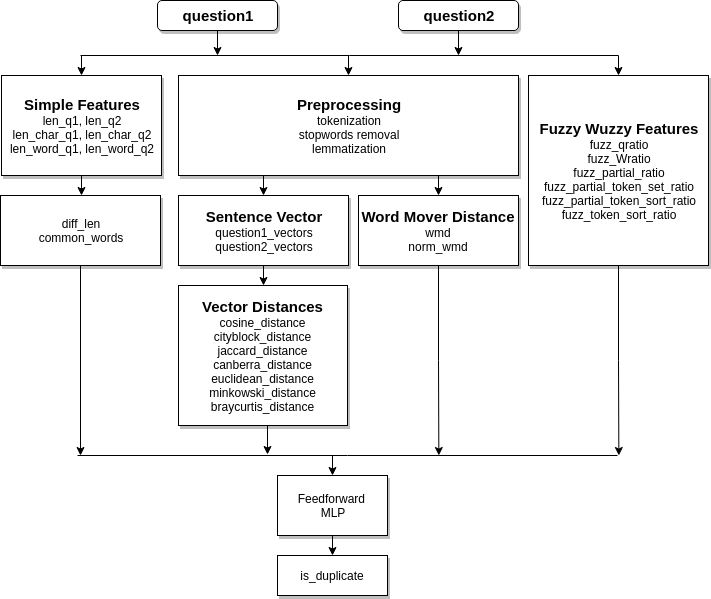 question1
question2
Simple Features
len_q1, len_q2
len_char_q1, len_char_q2
len_word_q1, len_word_q2
Preprocessing
tokenization
stopwords removal
lemmatization
Fuzzy Wuzzy Features
fuzz_qratio
fuzz_Wratio
fuzz_partial_ratio
fuzz_partial_token_set_ratio
fuzz_partial_token_sort_ratio
fuzz_token_sort_ratio
diff_len
common_words
Sentence Vector
question1_vectors
question2_vectors
Word Mover Distance
wmd
norm_wmd
Vector Distances
cosine_distance
cityblock_distance
jaccard_distance
canberra_distance
euclidean_distance
minkowski_distance
braycurtis_distance
Feedforward
MLP
is_duplicate